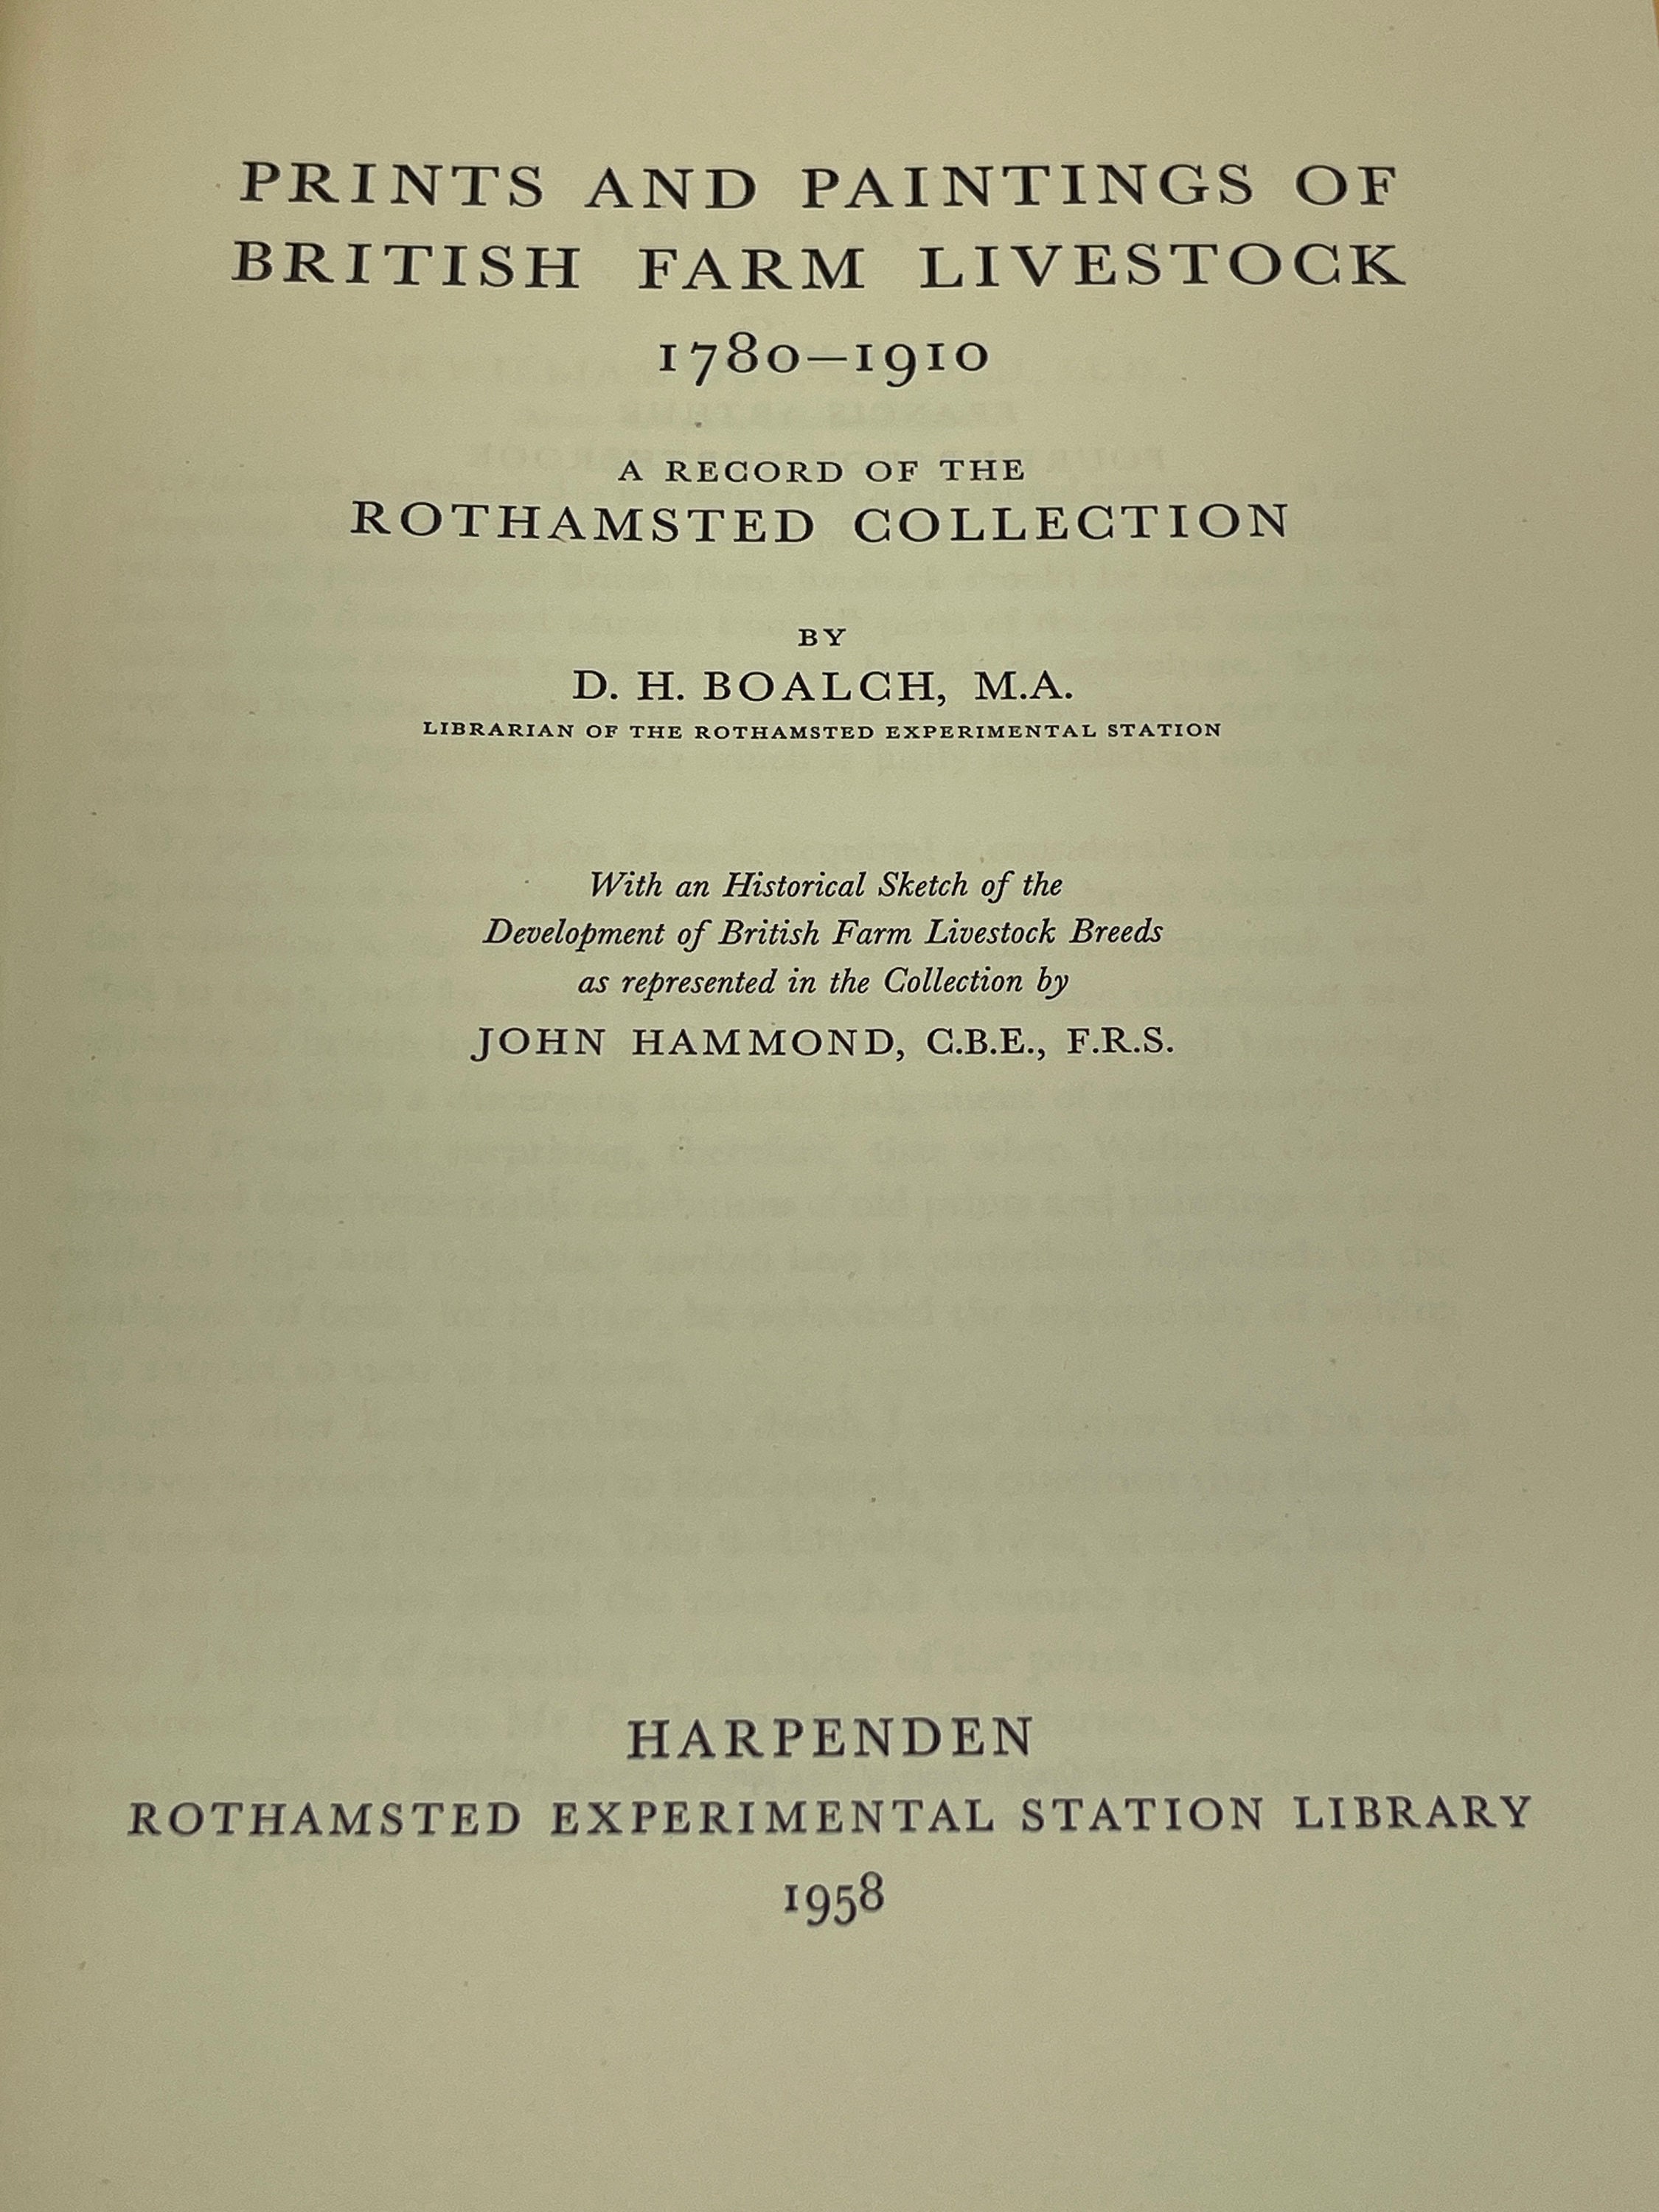 PRINTS AND PAINTINGS OF
BRITISH FARM LIVESTOCK
1780–1910
A RECORD OF THE
ROTHAMSTED COLLECTION
BY
D. H. BOALCH, M.A.
LIBRARIAN OF THE ROTHAMSTED EXPERIMENTAL STATION
With an Historical Sketch of the
Development of British Farm Livestock Breeds
as represented in the Collection by
JOHN HAMMOND, C.B.E., F.R.S.
HARPENDEN
ROTHAMSTED EXPERIMENTAL STATION LIBRARY
1958